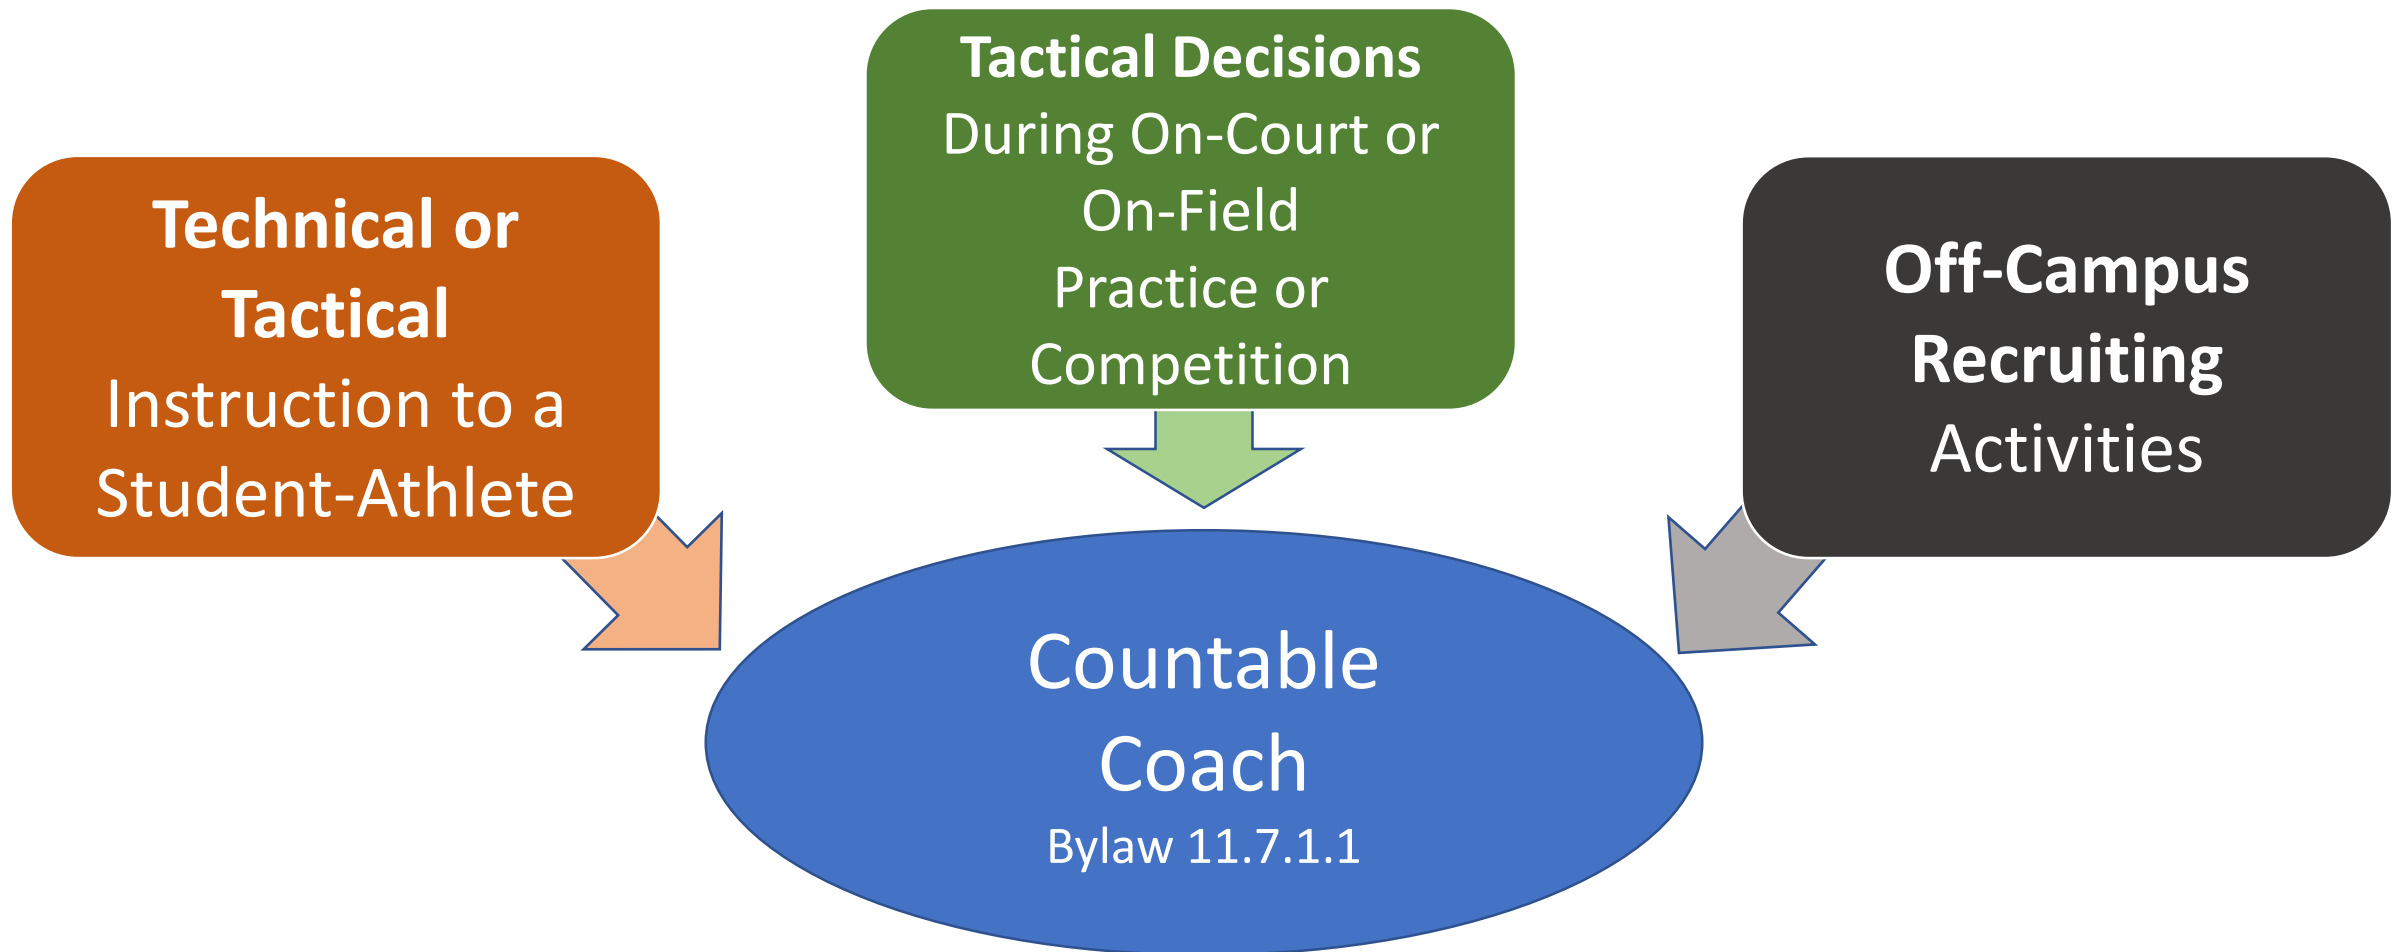 Technical or
Tactical
Instruction to a
Student-Athlete
Tactical Decisions
During On-Court or
On-Field
Practice or
Competition
Off-Campus
Recruiting
Activities
Countable
Coach
Bylaw 11.7.1.1